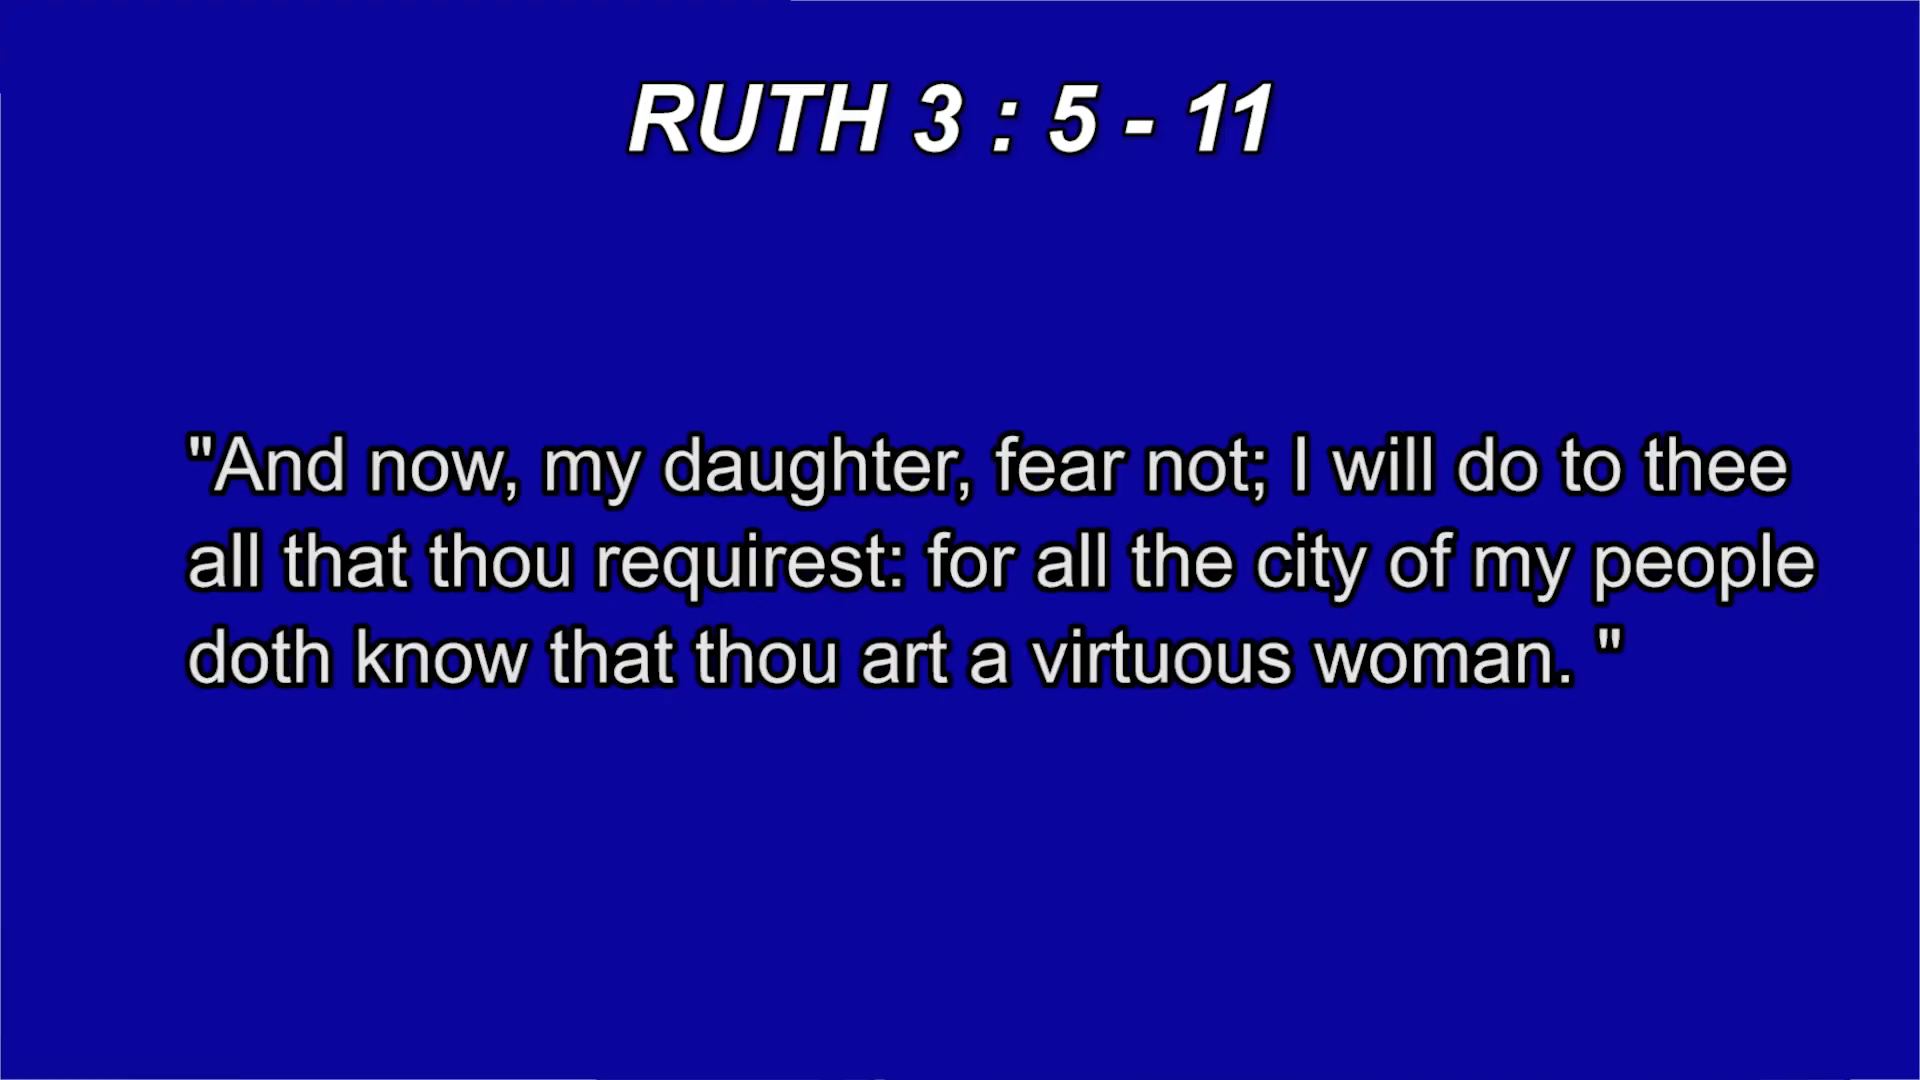 RUTH 3 : 5 - 11
"And now, my daughter, fear not; I will do to thee
all that thou requirest: for all the city of my people
doth know that thou art a virtuous woman. "